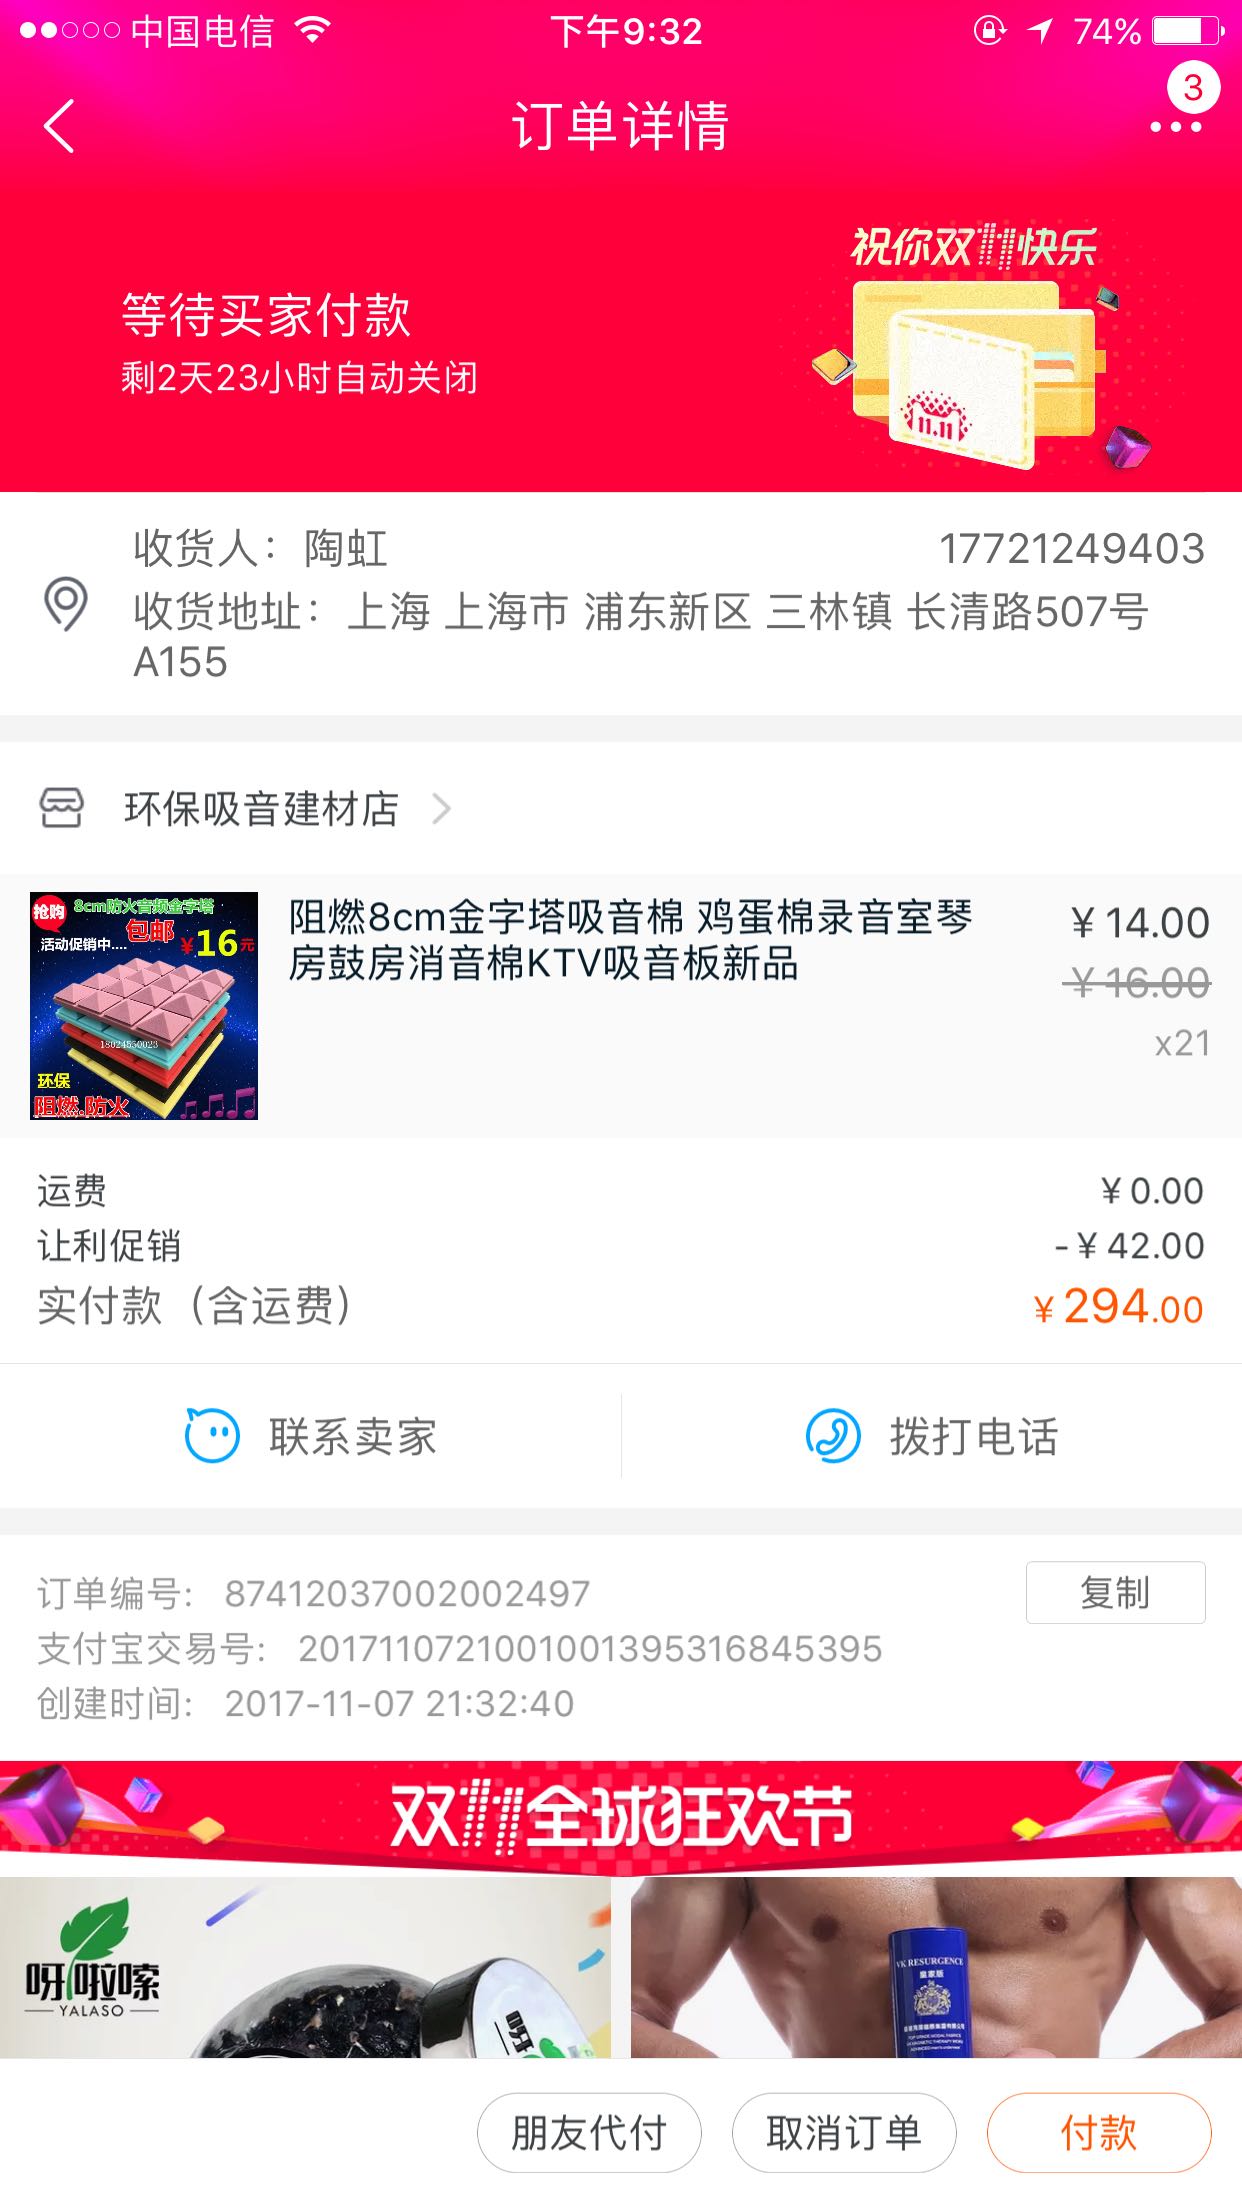 中国电信 下午9:32 74%
3
订单详情
祝你双11快乐
等待买家付款
剩2天23小时自动关闭
11.11
收货人：陶虹 17721249403
收货地址：上海 上海市 浦东新区 三林镇 长清路507号
A155
环保吸音建材店
抢购 8cm防火音频金字塔
活动促销中.... 包邮 ¥16元
18024530023
环保
阻燃.防火
阻燃8cm金字塔吸音棉 鸡蛋棉录音室琴
房鼓房消音棉KTV吸音板新品
¥14.00
¥16.00
x21
运费 ¥0.00
让利促销 -¥42.00
实付款（含运费） ¥294.00
联系卖家 拨打电话
订单编号： 87412037002002497 复制
支付宝交易号： 2017110721001001395316845395
创建时间： 2017-11-07 21:32:40
双11全球狂欢节
呀啦嗦
YALASO
VK RESURGENCE
皇家版
朋友代付 取消订单 付款